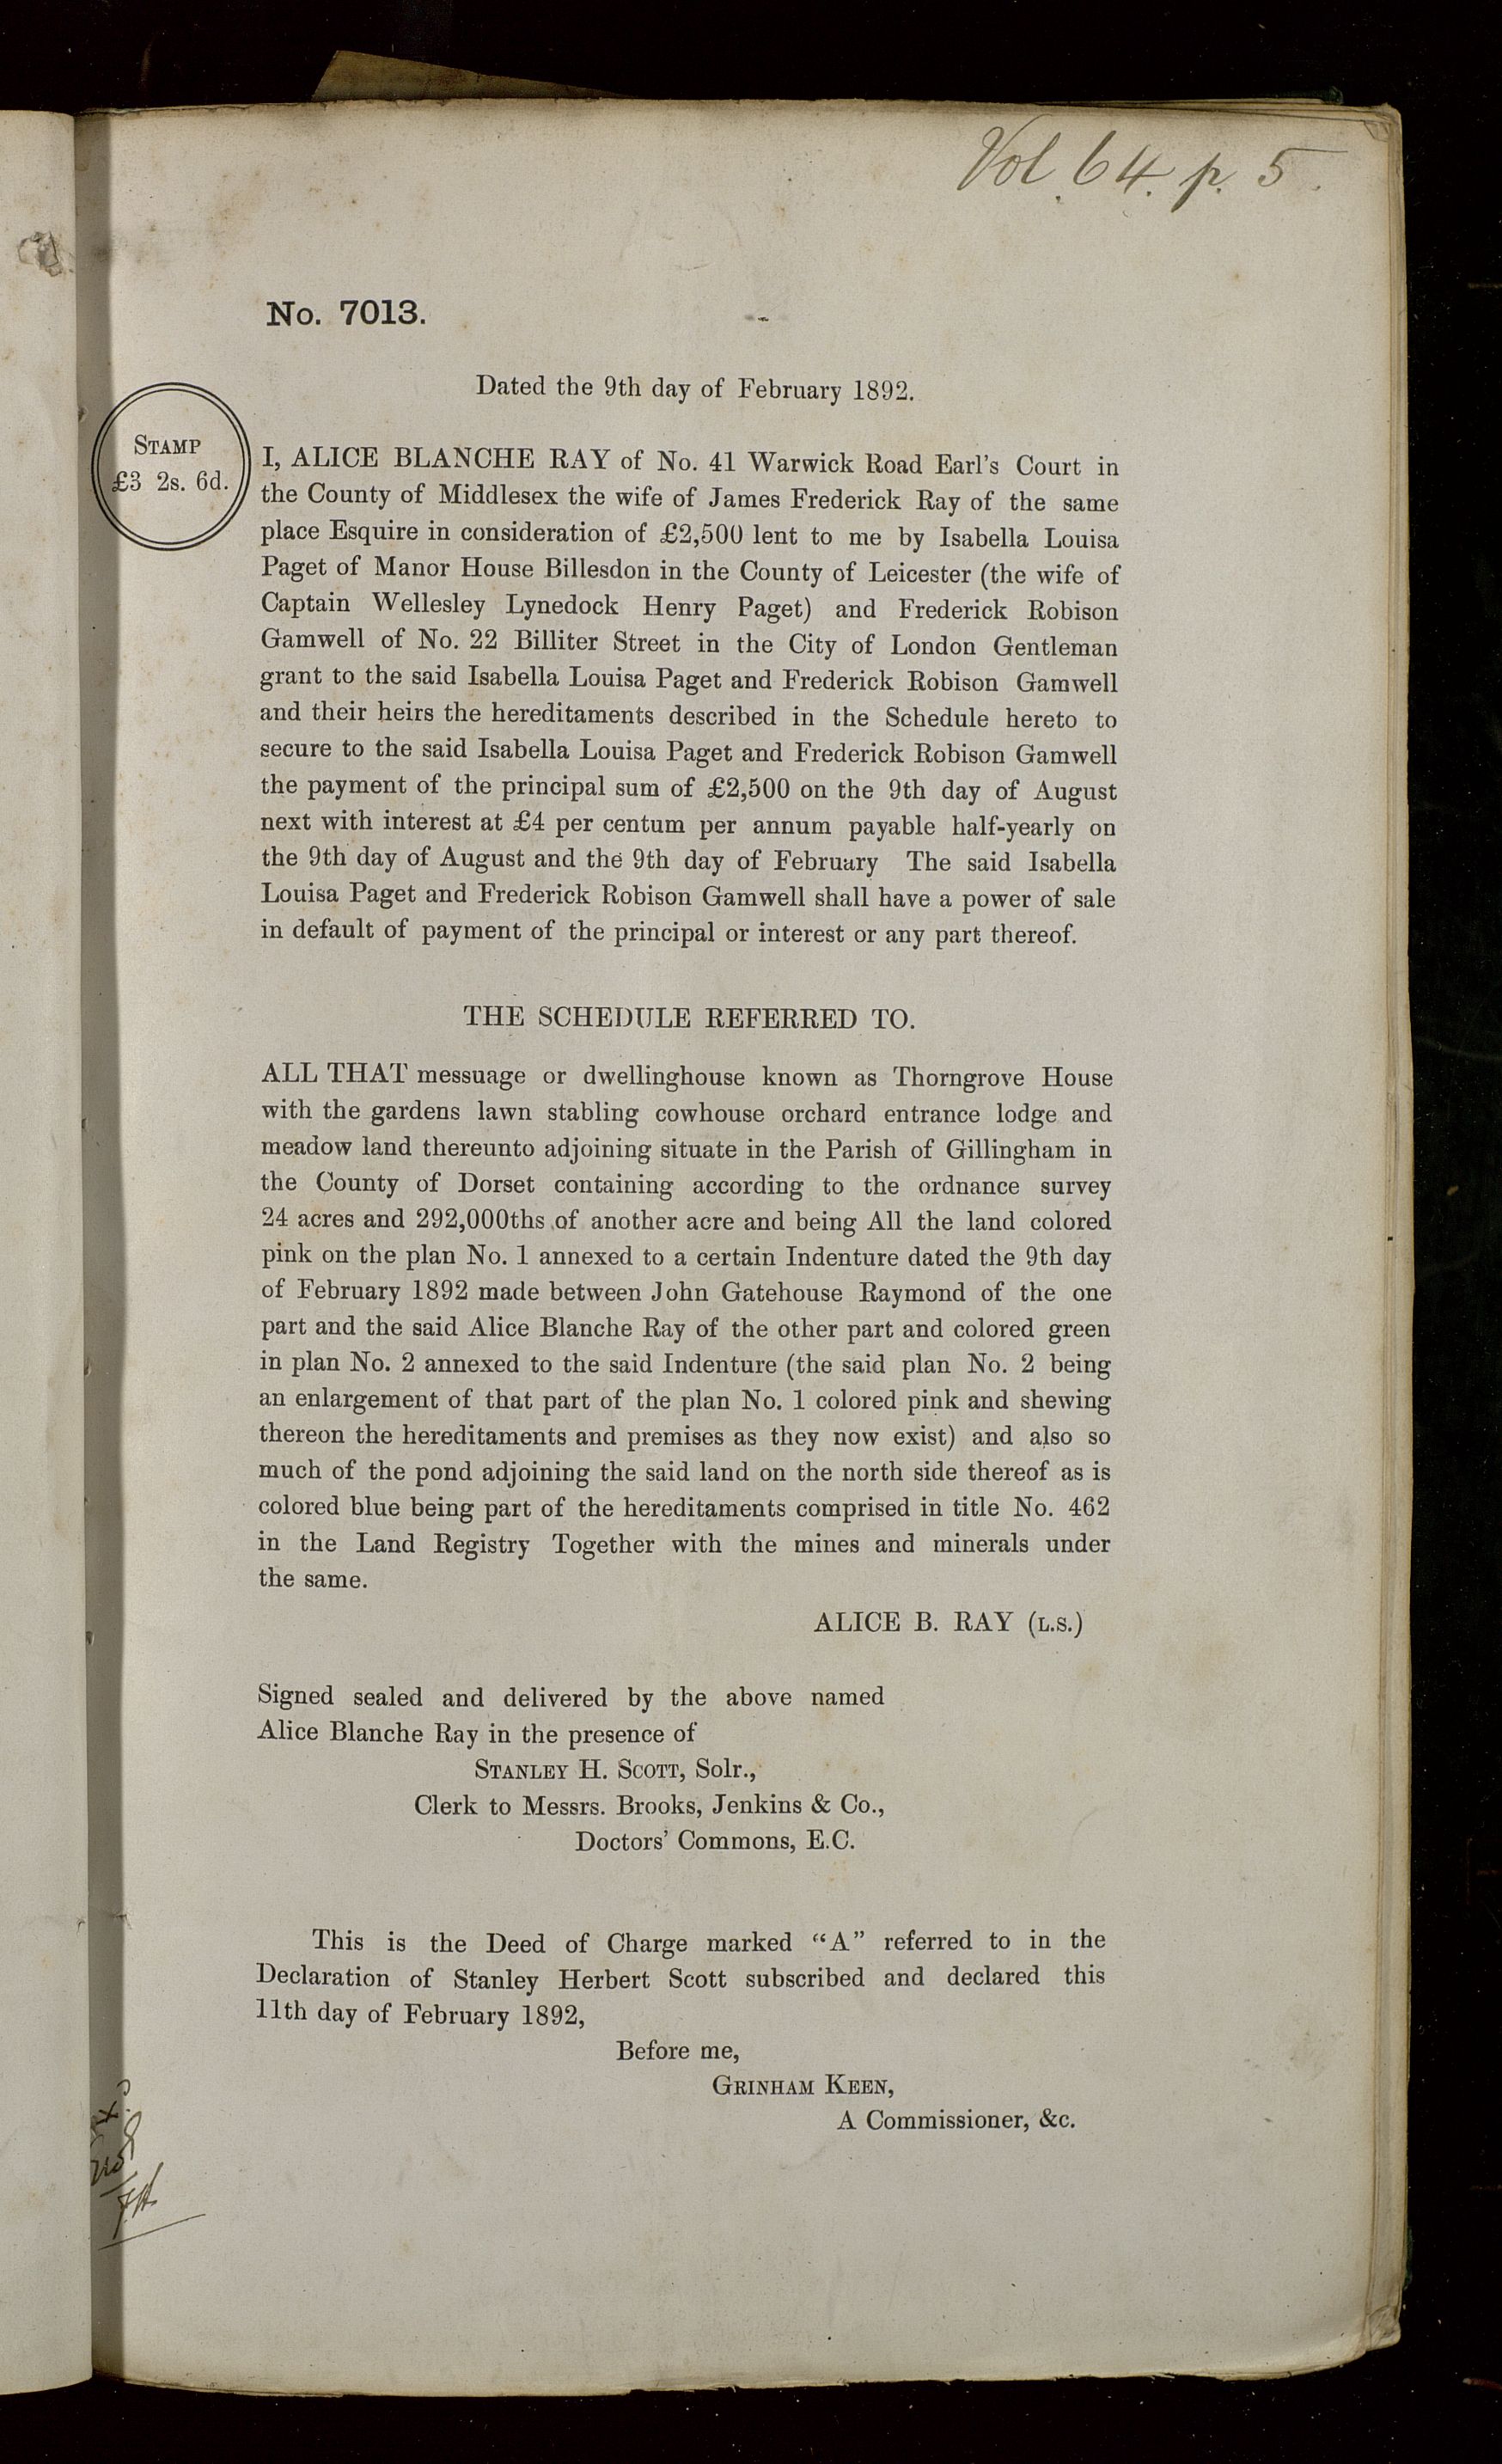 Vol. 64. p. 5.
No. 7013.
Dated the 9th day of February 1892.
STAMP
£3 2s. 6d.
I, ALICE BLANCHE RAY of No. 41 Warwick Road Earl's Court in
the County of Middlesex the wife of James Frederick Ray of the same
place Esquire in consideration of £2,500 lent to me by Isabella Louisa
Paget of Manor House Billesdon in the County of Leicester (the wife of
Captain Wellesley Lynedock Henry Paget) and Frederick Robison
Gamwell of No. 22 Billiter Street in the City of London Gentleman
grant to the said Isabella Louisa Paget and Frederick Robison Gamwell
and their heirs the hereditaments described in the Schedule hereto to
secure to the said Isabella Louisa Paget and Frederick Robison Gamwell
the payment of the principal sum of £2,500 on the 9th day of August
next with interest at £4 per centum per annum payable half-yearly on
the 9th day of August and the 9th day of February The said Isabella
Louisa Paget and Frederick Robison Gamwell shall have a power of sale
in default of payment of the principal or interest or any part thereof.
THE SCHEDULE REFERRED TO.
ALL THAT messuage or dwellinghouse known as Thorngrove House
with the gardens lawn stabling cowhouse orchard entrance lodge and
meadow land thereunto adjoining situate in the Parish of Gillingham in
the County of Dorset containing according to the ordnance survey
24 acres and 292,000ths of another acre and being All the land colored
pink on the plan No. 1 annexed to a certain Indenture dated the 9th day
of February 1892 made between John Gatehouse Raymond of the one
part and the said Alice Blanche Ray of the other part and colored green
in plan No. 2 annexed to the said Indenture (the said plan No. 2 being
an enlargement of that part of the plan No. 1 colored pink and shewing
thereon the hereditaments and premises as they now exist) and also so
much of the pond adjoining the said land on the north side thereof as is
colored blue being part of the hereditaments comprised in title No. 462
in the Land Registry Together with the mines and minerals under
the same.
ALICE B. RAY (L.S.)
Signed sealed and delivered by the above named
Alice Blanche Ray in the presence of
STANLEY H. SCOTT, Solr.,
Clerk to Messrs. Brooks, Jenkins & Co.,
Doctors' Commons, E.C.
This is the Deed of Charge marked "A" referred to in the
Declaration of Stanley Herbert Scott subscribed and declared this
11th day of February 1892,
Before me,
GRINHAM KEEN,
A Commissioner, &c.